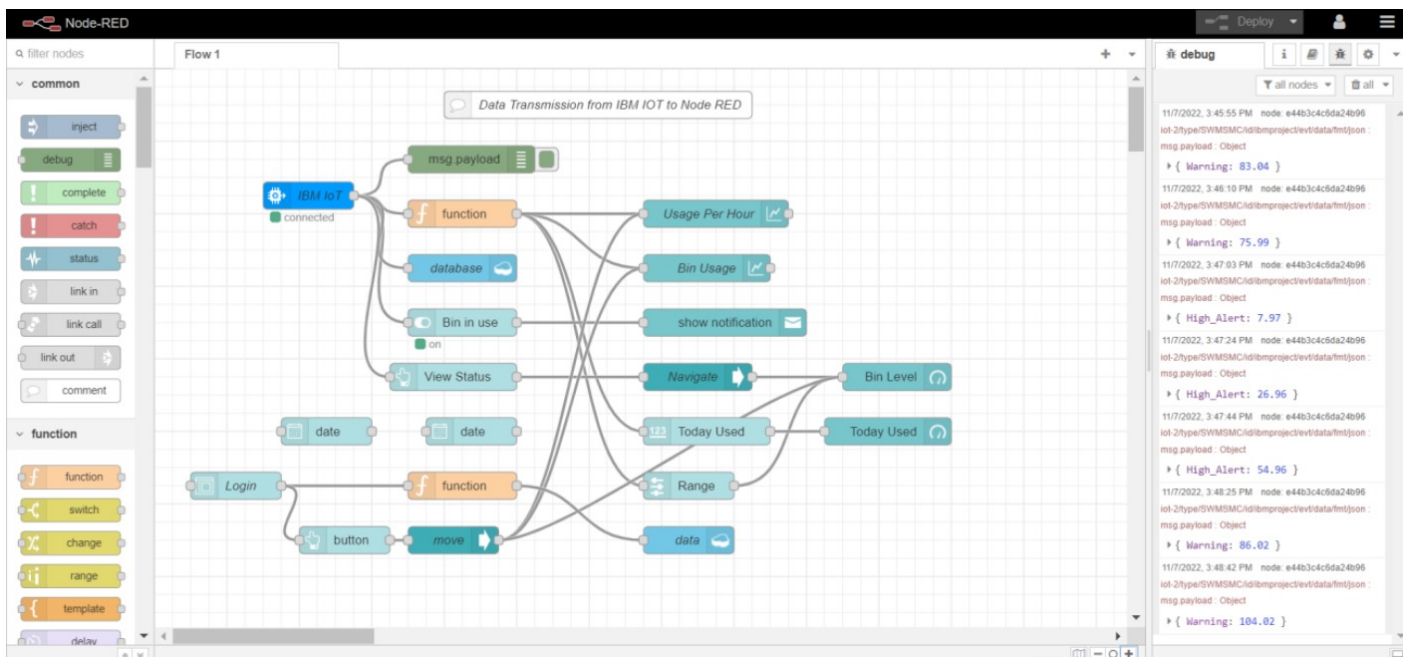 Node-RED
Deploy
filter nodes
Flow 1
debug
i
all nodes
all
common
inject
debug
complete
catch
status
link in
link call
link out
comment
function
function
switch
change
range
template
delay
Data Transmission from IBM IOT to Node RED
msg.payload
IBM IoT
connected
function
Usage Per Hour
database
Bin Usage
Bin in use
on
show notification
View Status
Navigate
Bin Level
date
date
123
Today Used
Today Used
Login
function
Range
button
move
data
11/7/2022, 3:45:55 PM node: e44b3c4c6da24b96
iot-2/type/SWMSMC/id/ibmproject/evt/data/fmt/json :
msg.payload : Object
{ Warning: 83.04 }
11/7/2022, 3:46:10 PM node: e44b3c4c6da24b96
iot-2/type/SWMSMC/id/ibmproject/evt/data/fmt/json :
msg.payload : Object
{ Warning: 75.99 }
11/7/2022, 3:47:03 PM node: e44b3c4c6da24b96
iot-2/type/SWMSMC/id/ibmproject/evt/data/fmt/json :
msg.payload : Object
{ High_Alert: 7.97 }
11/7/2022, 3:47:24 PM node: e44b3c4c6da24b96
iot-2/type/SWMSMC/id/ibmproject/evt/data/fmt/json :
msg.payload : Object
{ High_Alert: 26.96 }
11/7/2022, 3:47:44 PM node: e44b3c4c6da24b96
iot-2/type/SWMSMC/id/ibmproject/evt/data/fmt/json :
msg.payload : Object
{ High_Alert: 54.96 }
11/7/2022, 3:48:25 PM node: e44b3c4c6da24b96
iot-2/type/SWMSMC/id/ibmproject/evt/data/fmt/json :
msg.payload : Object
{ Warning: 86.02 }
11/7/2022, 3:48:42 PM node: e44b3c4c6da24b96
iot-2/type/SWMSMC/id/ibmproject/evt/data/fmt/json :
msg.payload : Object
{ Warning: 104.02 }